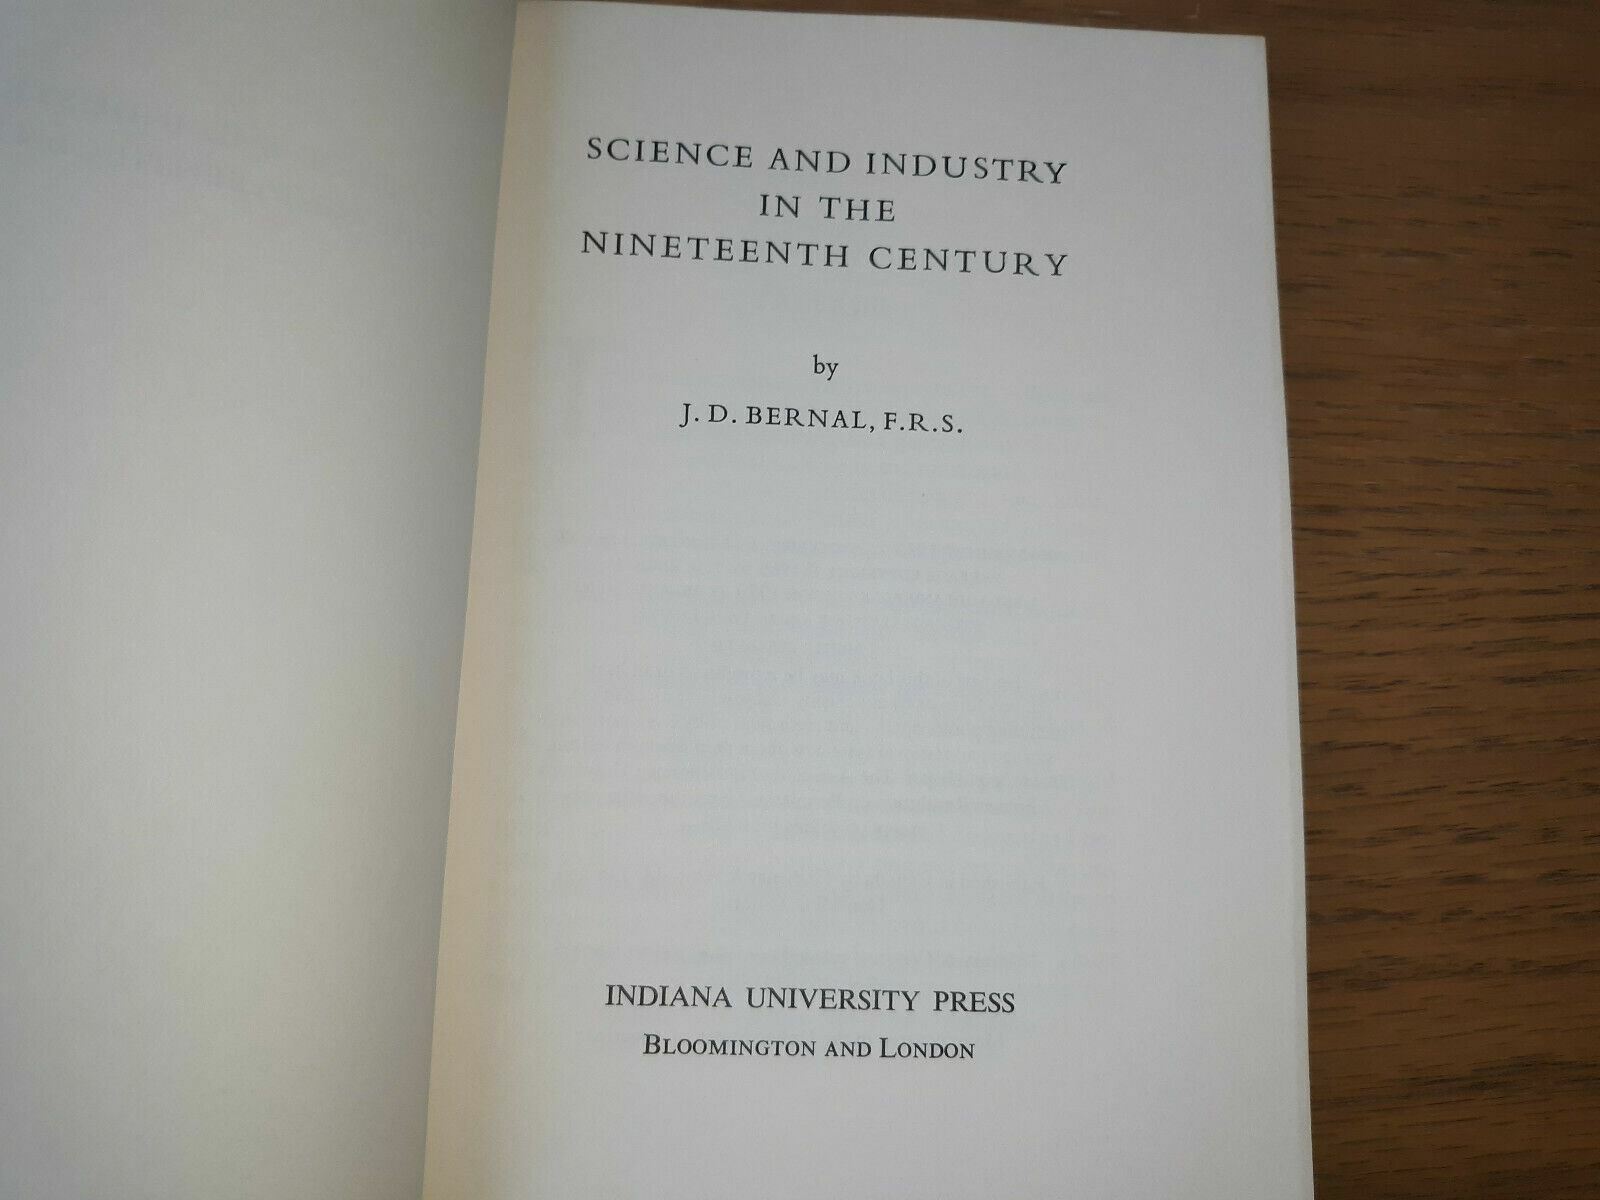 SCIENCE AND INDUSTRY
IN THE
NINETEENTH CENTURY
by
J. D. BERNAL, F.R.S.
INDIANA UNIVERSITY PRESS
BLOOMINGTON AND LONDON